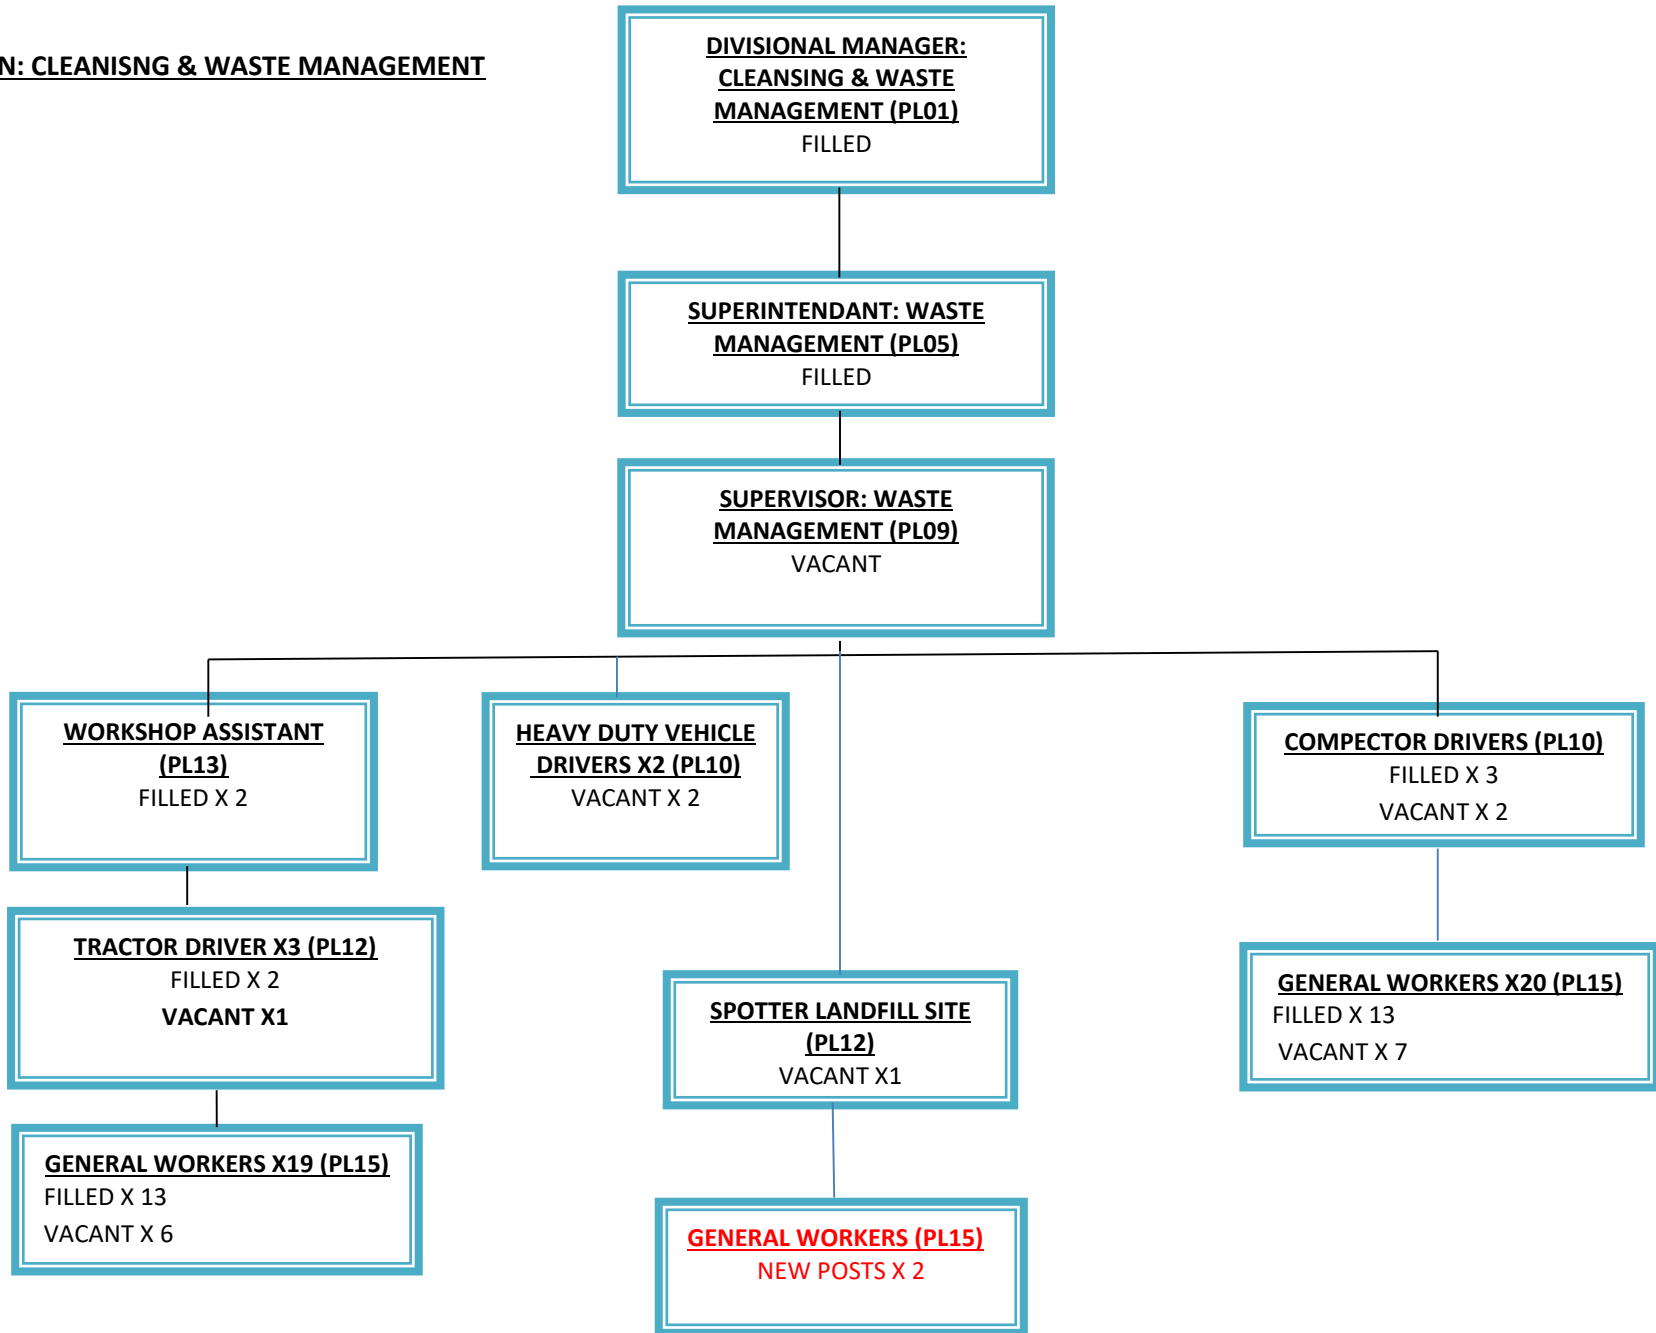 N: CLEANISNG & WASTE MANAGEMENT
DIVISIONAL MANAGER:
CLEANSING & WASTE
MANAGEMENT (PL01)
FILLED
SUPERINTENDANT: WASTE
MANAGEMENT (PL05)
FILLED
SUPERVISOR: WASTE
MANAGEMENT (PL09)
VACANT
WORKSHOP ASSISTANT
(PL13)
FILLED X 2
HEAVY DUTY VEHICLE
DRIVERS X2 (PL10)
VACANT X 2
COMPECTOR DRIVERS (PL10)
FILLED X 3
VACANT X 2
TRACTOR DRIVER X3 (PL12)
FILLED X 2
VACANT X1
SPOTTER LANDFILL SITE
(PL12)
VACANT X1
GENERAL WORKERS X20 (PL15)
FILLED X 13
VACANT X 7
GENERAL WORKERS X19 (PL15)
FILLED X 13
VACANT X 6
GENERAL WORKERS (PL15)
NEW POSTS X 2